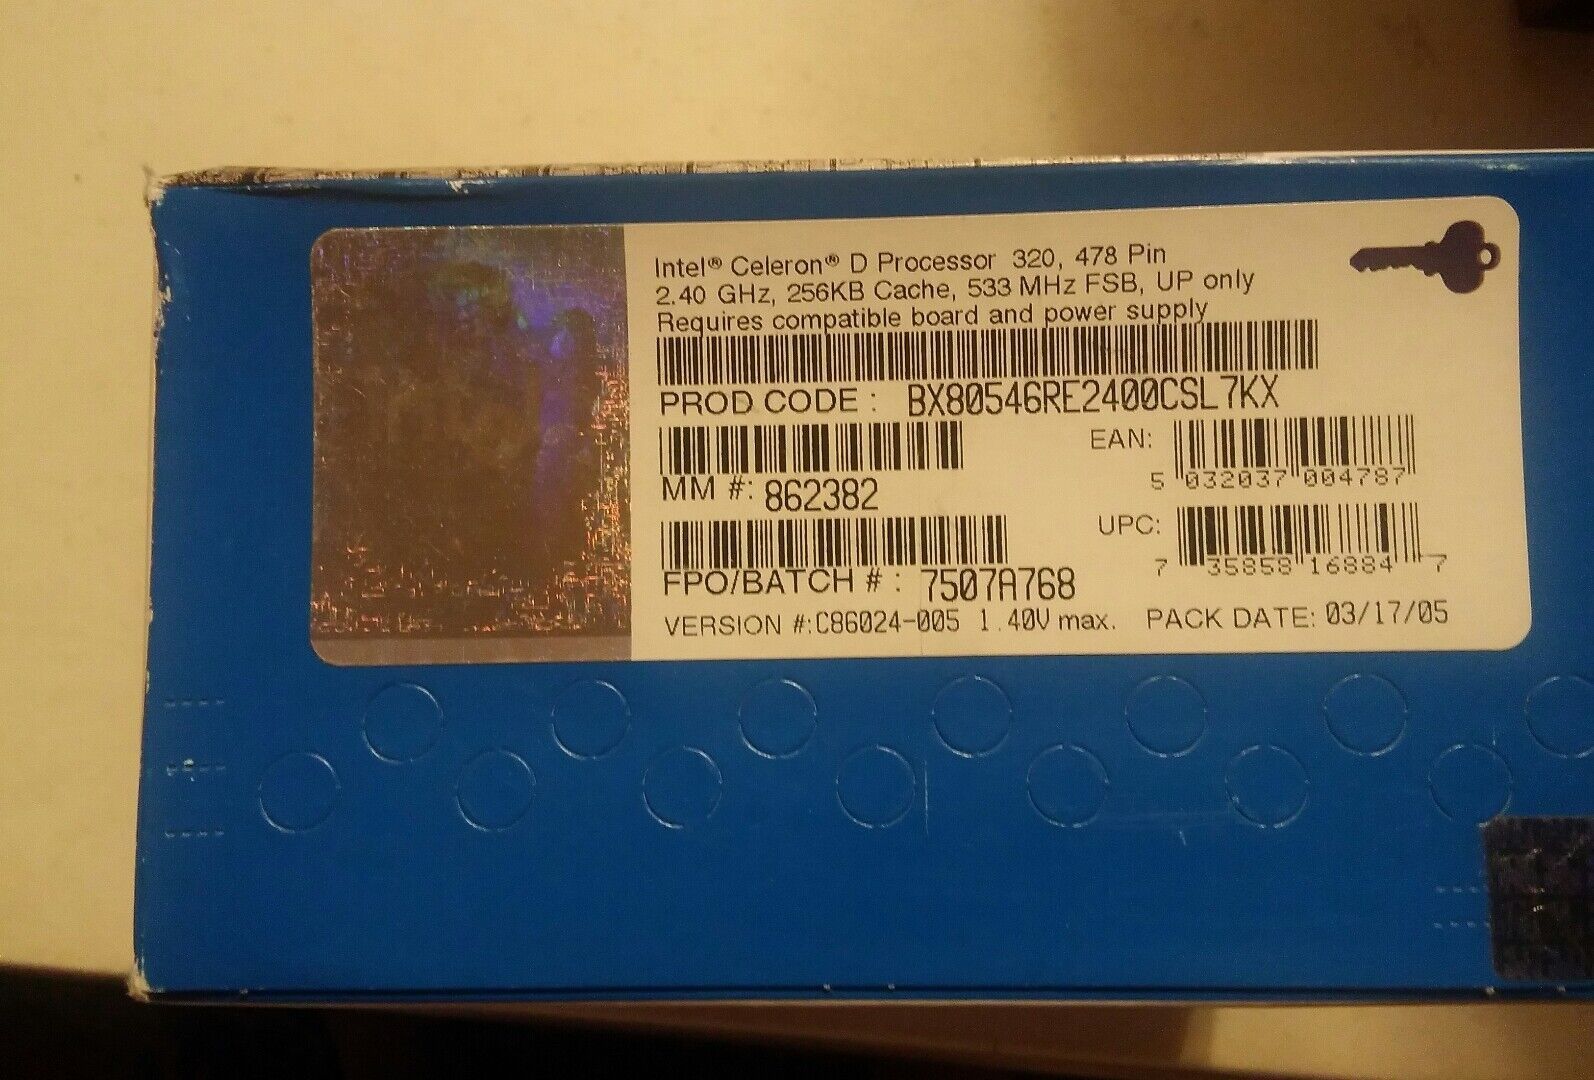 Intel® Celeron® D Processor 320, 478 Pin
2.40 GHz, 256KB Cache, 533 MHz FSB, UP only
Requires compatible board and power supply
PROD CODE: BX80546RE2400CSL7KX
MM #: 862382
EAN: 5 032037 004787
FPO/BATCH #: 7507A768
UPC: 7 35858 16884 7
VERSION #:C86024-005 1.40V max. PACK DATE: 03/17/05